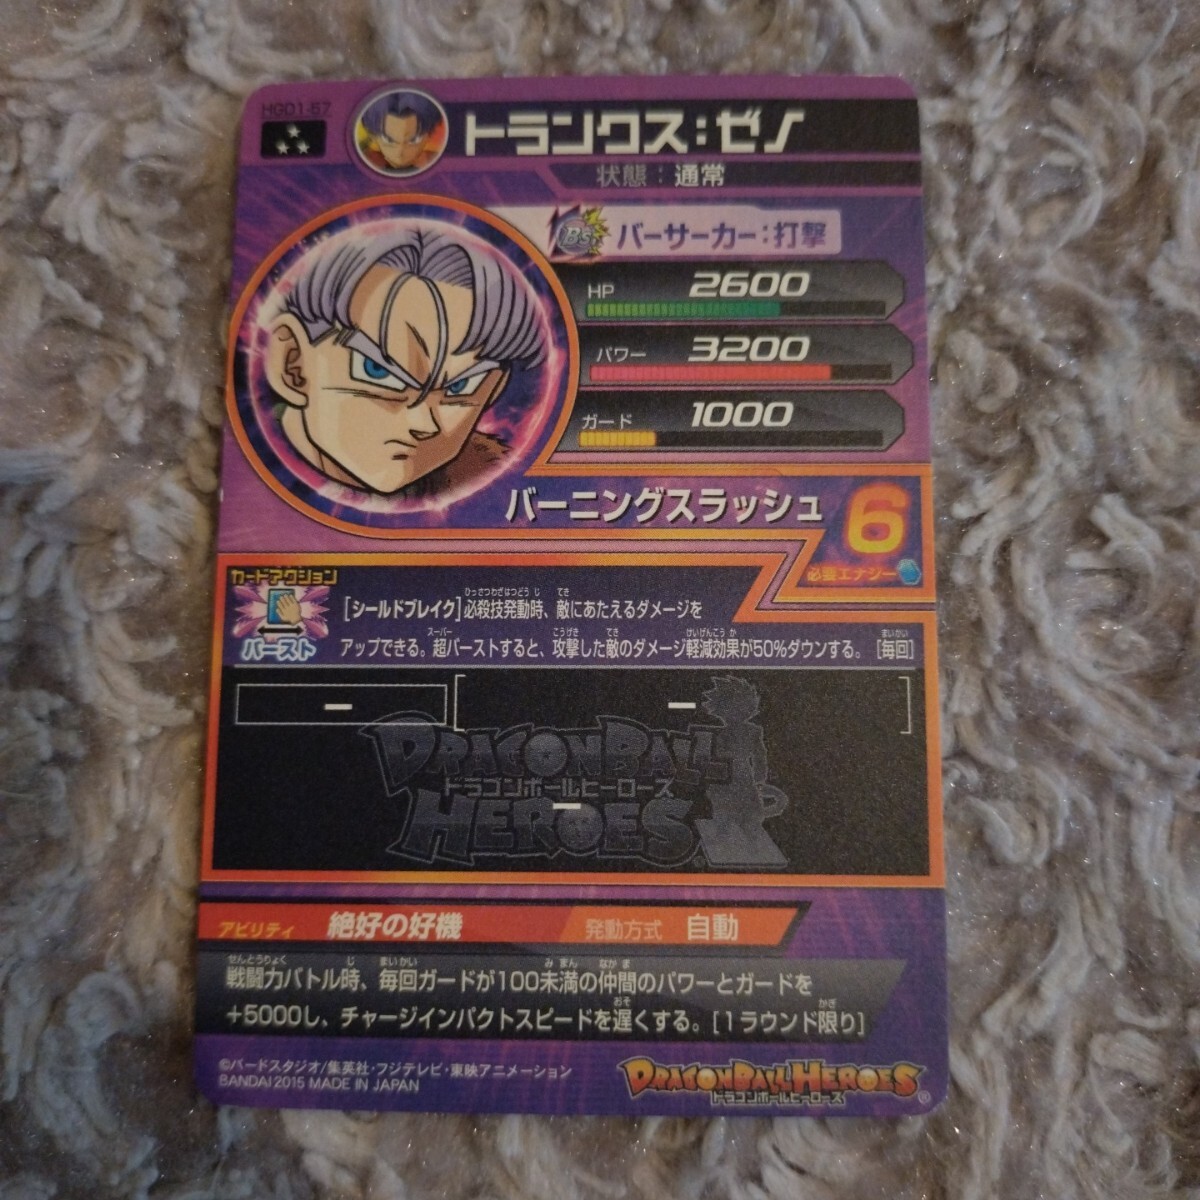 HGD1-57
トランクス:ゼノ
状態:通常
Bs
バーサーカー:打撃
HP 2600
パワー 3200
ガード 1000
バーニングスラッシュ
6
必要エナジー
カードアクション
バースト
[シールドブレイク]必殺技発動時、敵にあたえるダメージを
アップできる。超バーストすると、攻撃した敵のダメージ軽減効果が50%ダウンする。[毎回]
ー ー
DRAGONBALL
ドラゴンボールヒーローズ
ー
HEROES
アビリティ 絶好の好機 発動方式 自動
戦闘力バトル時、毎回ガードが100未満の仲間のパワーとガードを
+5000し、チャージインパクトスピードを遅くする。[1ラウンド限り]
©バードスタジオ/集英社・フジテレビ・東映アニメーション
BANDAI 2015 MADE IN JAPAN
DRAGONBALL HEROES
ドラゴンボールヒーローズ